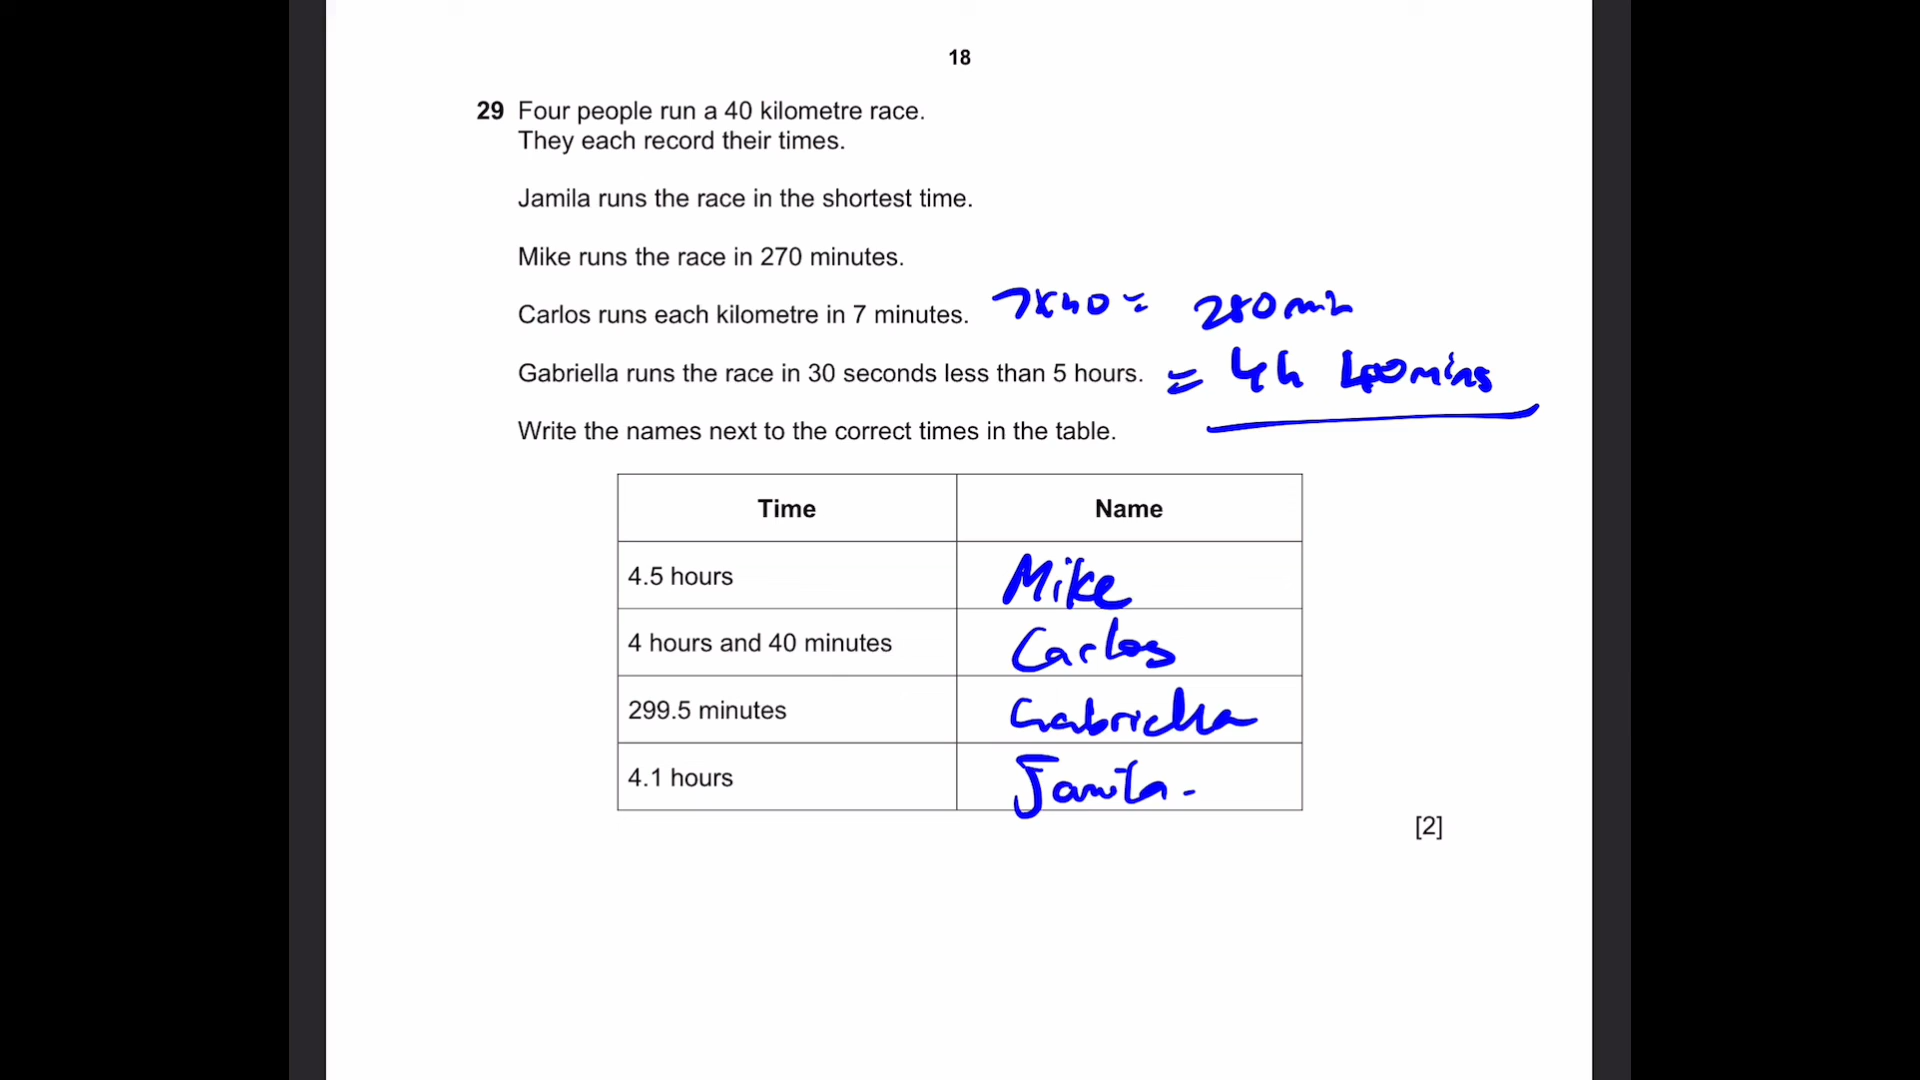 18
29 Four people run a 40 kilometre race.
They each record their times.
Jamila runs the race in the shortest time.
Mike runs the race in 270 minutes.
Carlos runs each kilometre in 7 minutes. 7x40 = 280 min
Gabriella runs the race in 30 seconds less than 5 hours. = 4h 40 mins
Write the names next to the correct times in the table.
Time Name
4.5 hours Mike
4 hours and 40 minutes Carlos
299.5 minutes Gabriella
4.1 hours Jamila.
[2]